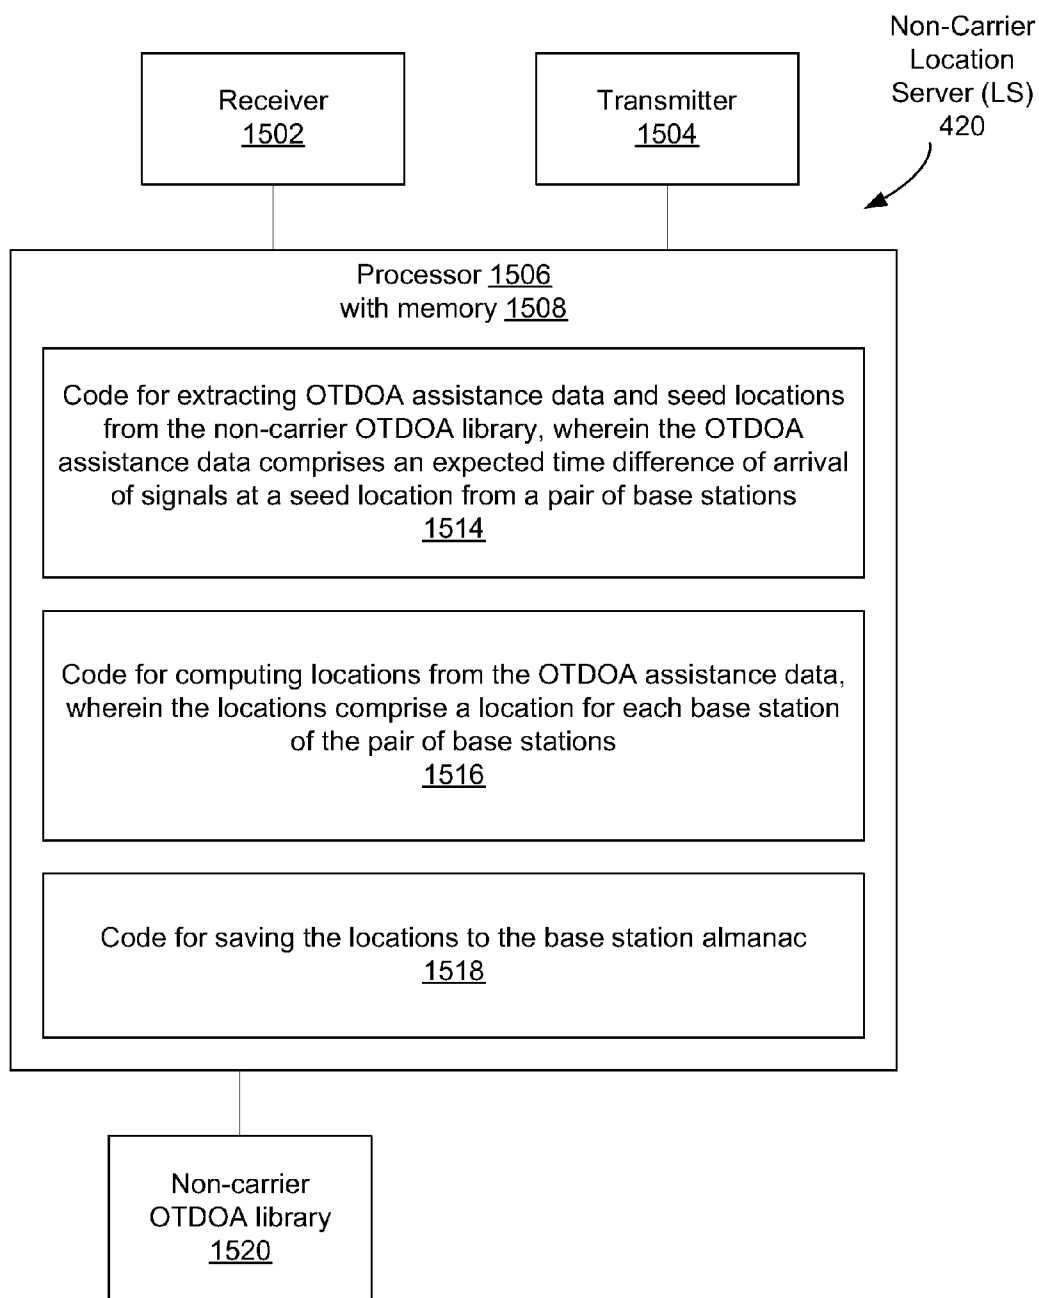 Non-Carrier
Location
Server (LS)
420
Receiver
1502
Transmitter
1504
Processor 1506
with memory 1508
Code for extracting OTDOA assistance data and seed locations
from the non-carrier OTDOA library, wherein the OTDOA
assistance data comprises an expected time difference of arrival
of signals at a seed location from a pair of base stations
1514
Code for computing locations from the OTDOA assistance data,
wherein the locations comprise a location for each base station
of the pair of base stations
1516
Code for saving the locations to the base station almanac
1518
Non-carrier
OTDOA library
1520